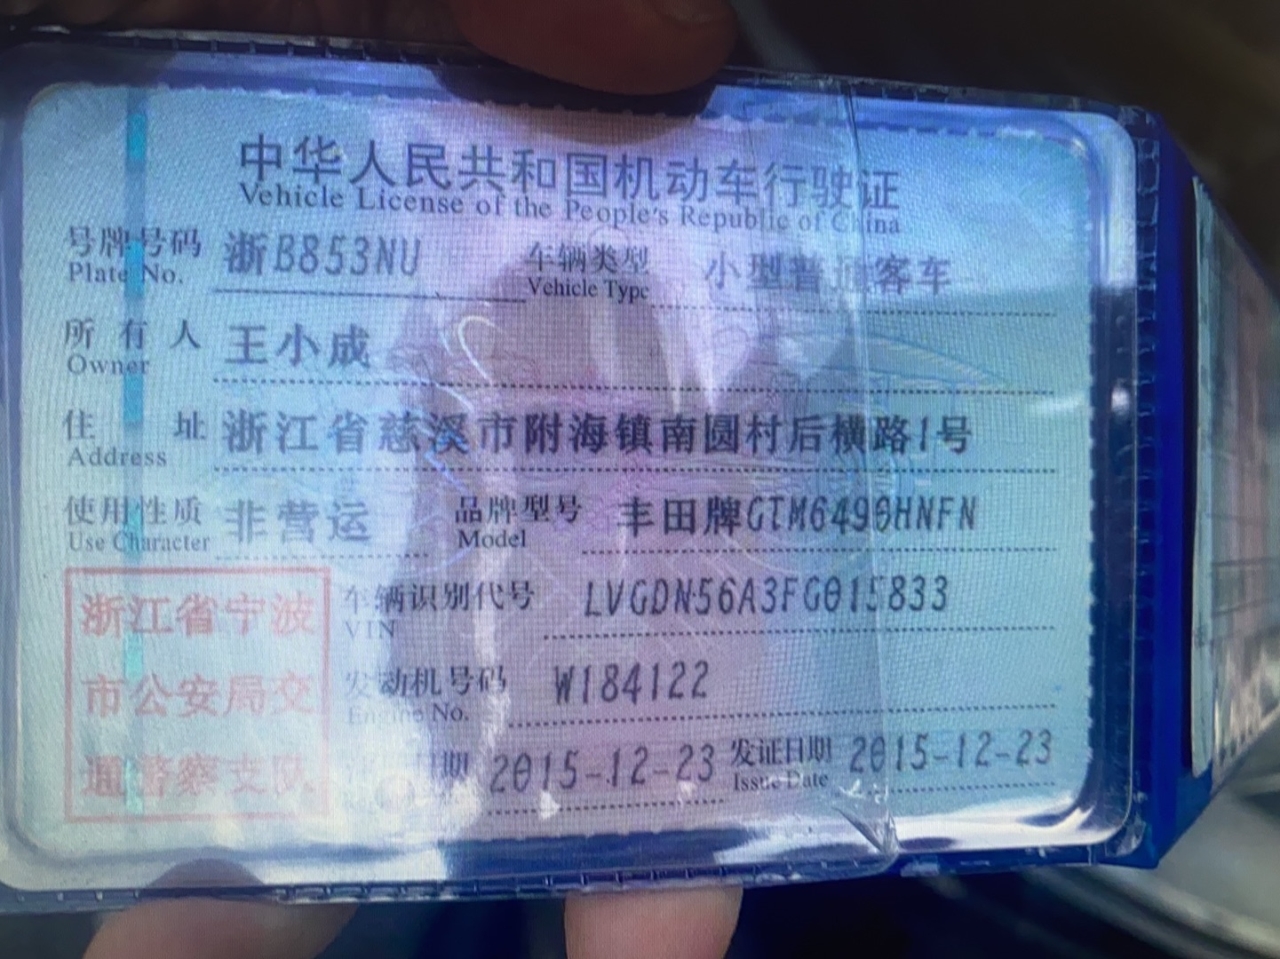 中华人民共和国机动车行驶证
Vehicle License of the People's Republic of China
号牌号码 浙B853NU 车辆类型 小型普通客车
Plate No. Vehicle Type
所有人 王小成
Owner
住址 浙江省慈溪市附海镇南圆村后横路1号
Address
使用性质 非营运 品牌型号 丰田牌GTM6490HNFN
Use Character Model
浙江省宁波
市公安局交
通警察支队
车辆识别代号 LVGDN56A3FG015833
VIN
发动机号码 W184122
Engine No.
日期 2015-12-23 发证日期 2015-12-23
Issue Date